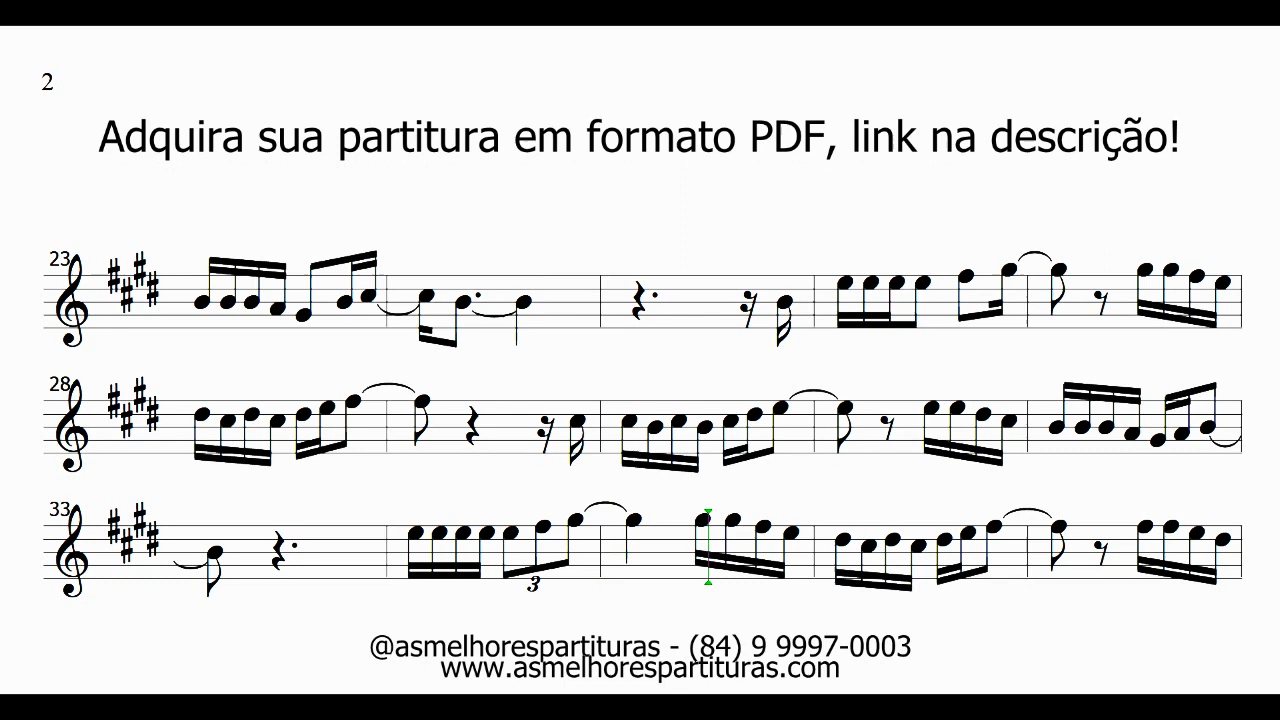 2
Adquira sua partitura em formato PDF, link na descrição!
23
28
33
3
@asmelhorespartituras - (84) 9 9997-0003
www.asmelhorespartituras.com